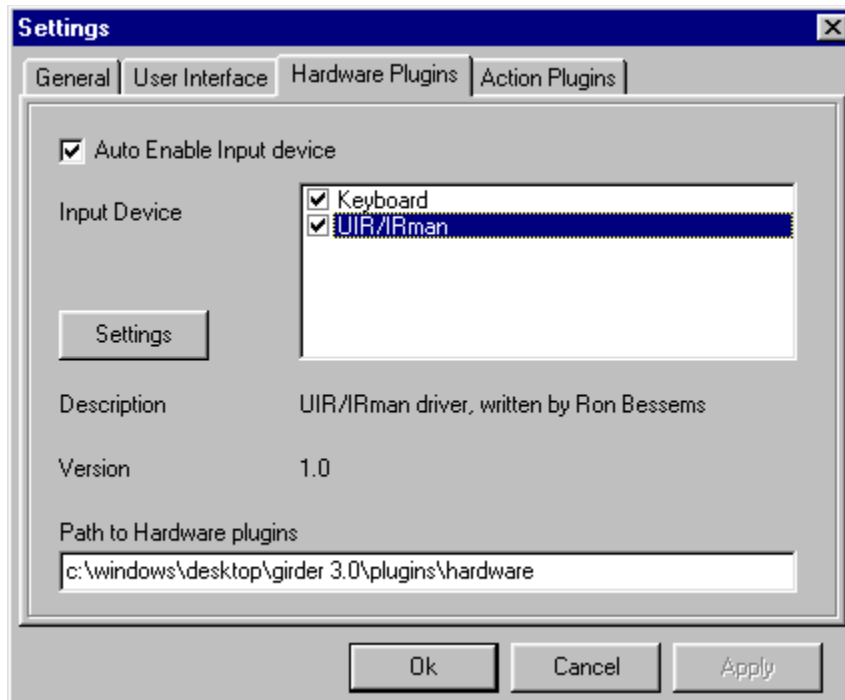 Settings
General User Interface Hardware Plugins Action Plugins
Auto Enable Input device
Input Device
Keyboard
UIR/IRman
Settings
Description UIR/IRman driver, written by Ron Bessems
Version 1.0
Path to Hardware plugins
c:\windows\desktop\girder 3.0\plugins\hardware
Ok Cancel Apply